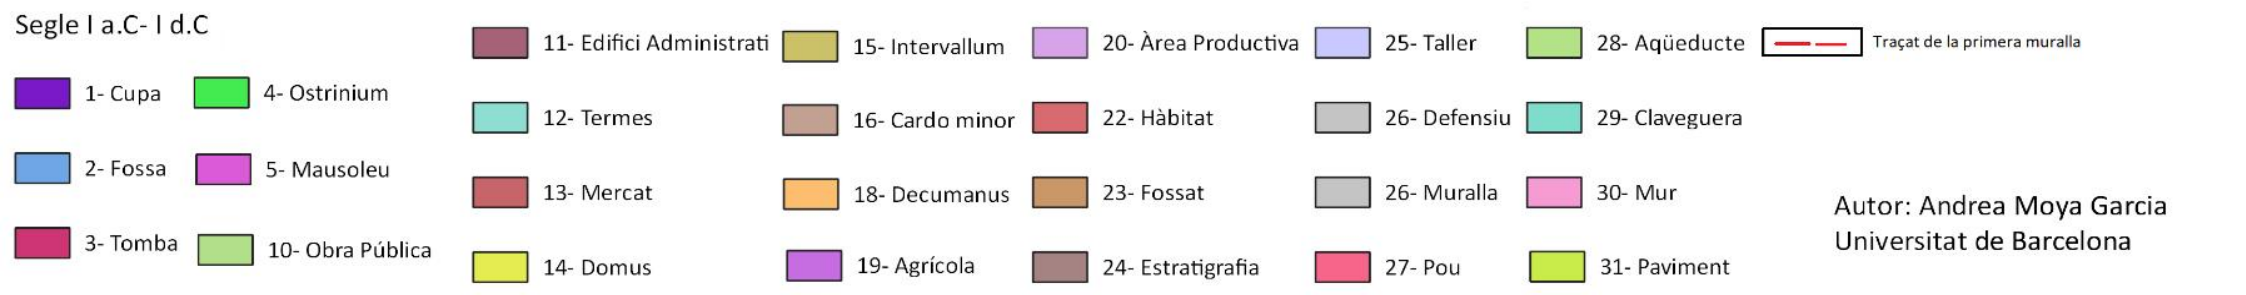 Segle I a.C- I d.C
1- Cupa
2- Fossa
3- Tomba
4- Ostrinium
5- Mausoleu
10- Obra Pública
11- Edifici Administrati
12- Termes
13- Mercat
14- Domus
15- Intervallum
16- Cardo minor
18- Decumanus
19- Agrícola
20- Àrea Productiva
22- Hàbitat
23- Fossat
24- Estratigrafia
25- Taller
26- Defensiu
26- Muralla
27- Pou
28- Aqüeducte
29- Claveguera
30- Mur
31- Paviment
Traçat de la primera muralla
Autor: Andrea Moya Garcia
Universitat de Barcelona